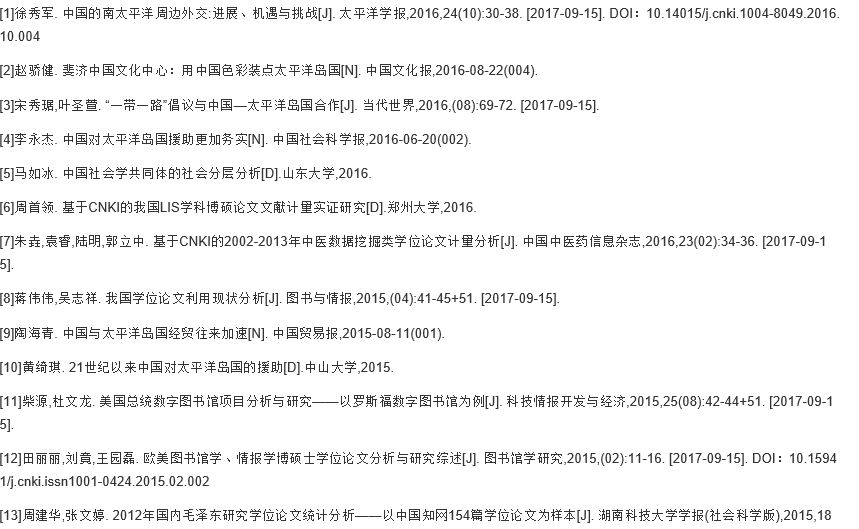 [1]徐秀军. 中国的南太平洋周边外交:进展、机遇与挑战[J]. 太平洋学报,2016,24(10):30-38. [2017-09-15]. DOI：10.14015/j.cnki.1004-8049.2016.
10.004
[2]赵骄健. 斐济中国文化中心：用中国色彩装点太平洋岛国[N]. 中国文化报,2016-08-22(004).
[3]宋秀琚,叶圣萱. “一带一路”倡议与中国—太平洋岛国合作[J]. 当代世界,2016,(08):69-72. [2017-09-15].
[4]李永杰. 中国对太平洋岛国援助更加务实[N]. 中国社会科学报,2016-06-20(002).
[5]马如冰. 中国社会学共同体的社会分层分析[D].山东大学,2016.
[6]周首领. 基于CNKI的我国LIS学科博硕论文文献计量实证研究[D].郑州大学,2016.
[7]朱垚,袁睿,陆明,郭立中. 基于CNKI的2002-2013年中医数据挖掘类学位论文计量分析[J]. 中国中医药信息杂志,2016,23(02):34-36. [2017-09-1
5].
[8]蒋伟伟,吴志祥. 我国学位论文利用现状分析[J]. 图书与情报,2015,(04):41-45+51. [2017-09-15].
[9]陶海青. 中国与太平洋岛国经贸往来加速[N]. 中国贸易报,2015-08-11(001).
[10]黄绮琪. 21世纪以来中国对太平洋岛国的援助[D].中山大学,2015.
[11]柴源,杜文龙. 美国总统数字图书馆项目分析与研究——以罗斯福数字图书馆为例[J]. 科技情报开发与经济,2015,25(08):42-44+51. [2017-09-1
5].
[12]田丽丽,刘竟,王园磊. 欧美图书馆学、情报学博硕士学位论文分析与研究综述[J]. 图书馆学研究,2015,(02):11-16. [2017-09-15]. DOI：10.1594
1/j.cnki.issn1001-0424.2015.02.002
[13]周建华,张文婷. 2012年国内毛泽东研究学位论文统计分析——以中国知网154篇学位论文为样本[J]. 湖南科技大学学报(社会科学版),2015,18